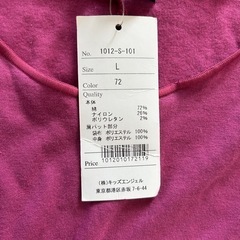 No. 1012-S-101
Size L
Color 72
Quality
本体
綿 72%
ナイロン 26%
ポリウレタン 2%
胸パット部分
袋布 ポリエステル 100%
中身 ポリエステル 100%
Price 1012010172119
(株)キッズエンジェル
東京都港区赤坂 7-6-44